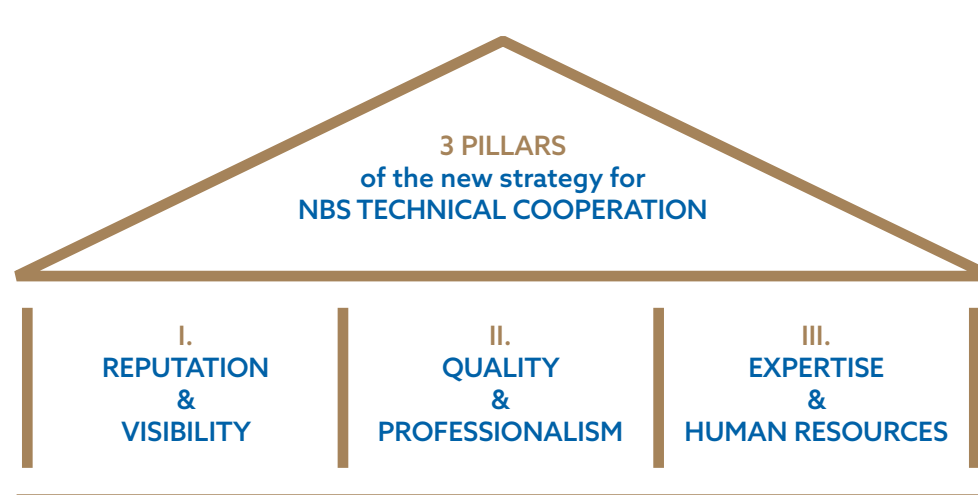 3 PILLARS
of the new strategy for
NBS TECHNICAL COOPERATION
I.
REPUTATION
&
VISIBILITY
II.
QUALITY
&
PROFESSIONALISM
III.
EXPERTISE
&
HUMAN RESOURCES